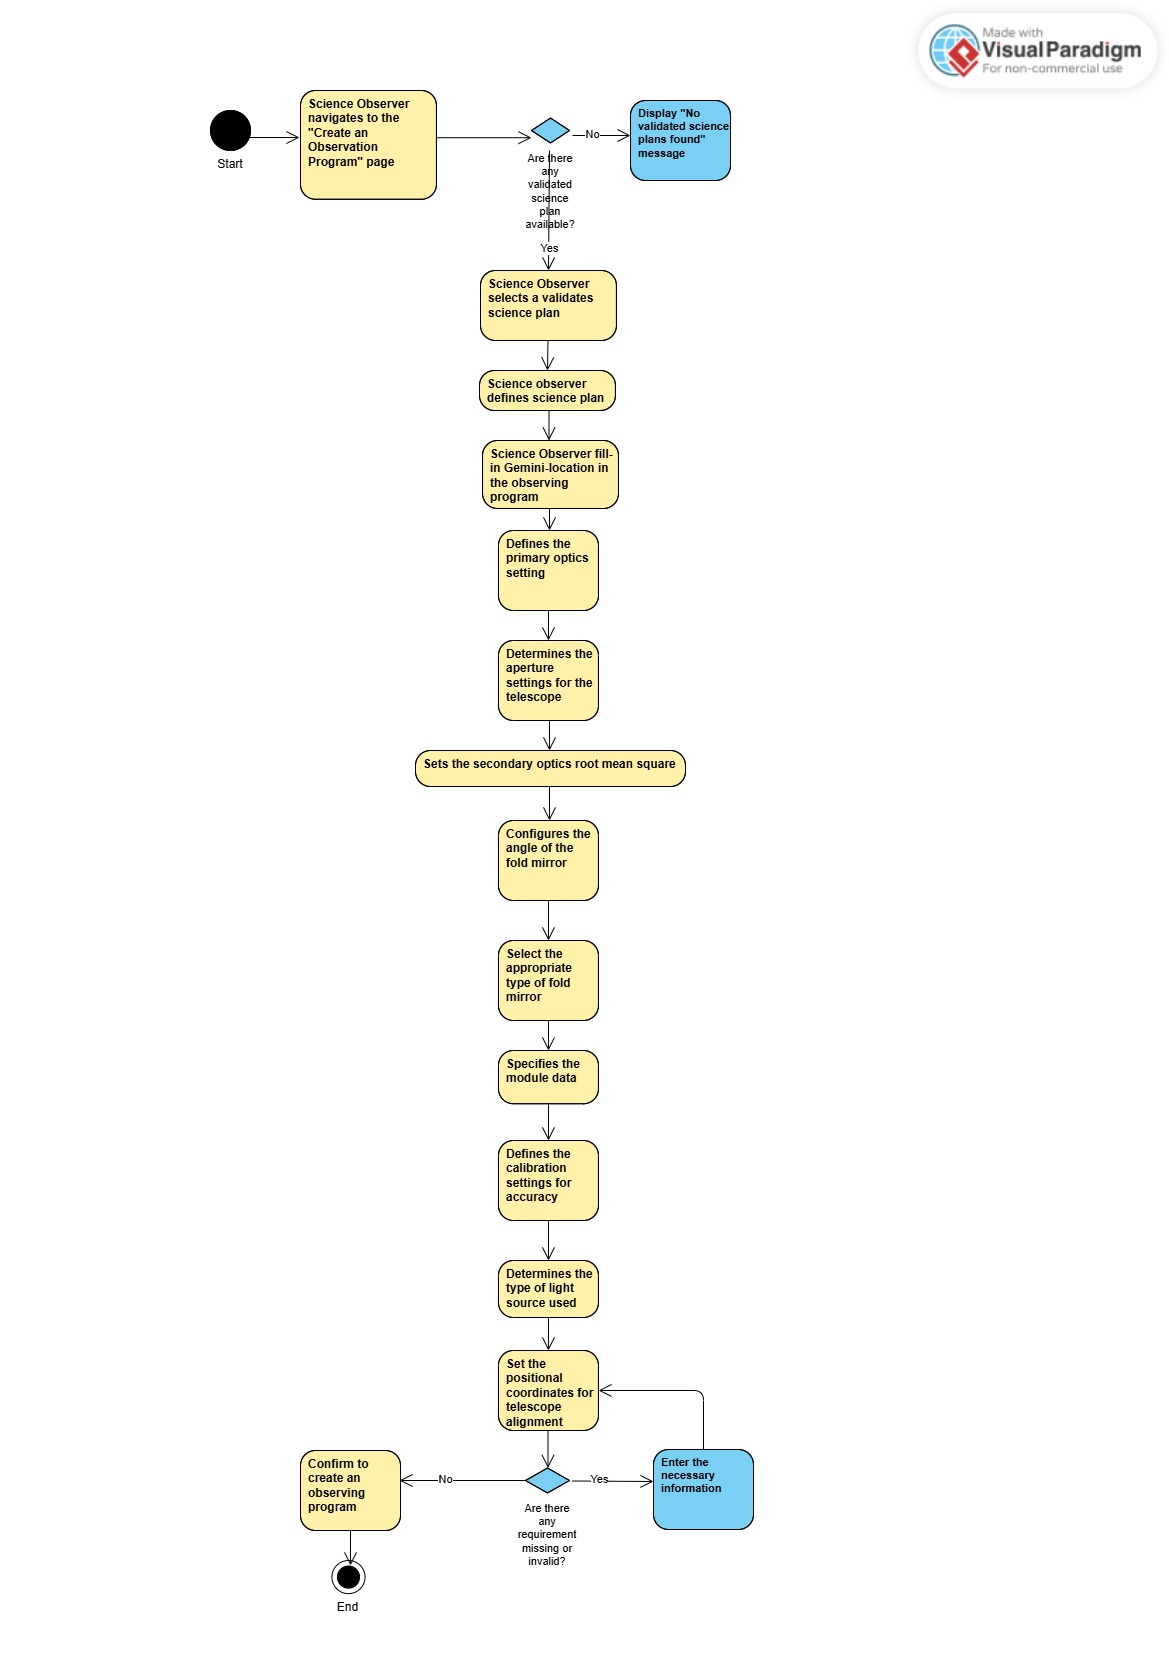 Made with
VisualParadigm
For non-commercial use
Start
Science Observer
navigates to the
"Create an
Observation
Program" page
Are there
any
validated
science
plan
available?
No
Display "No
validated science
plans found"
message
Yes
Science Observer
selects a validates
science plan
Science observer
defines science plan
Science Observer fill-
in Gemini-location in
the observing
program
Defines the
primary optics
setting
Determines the
aperture
settings for the
telescope
Sets the secondary optics root mean square
Configures the
angle of the
fold mirror
Select the
appropriate
type of fold
mirror
Specifies the
module data
Defines the
calibration
settings for
accuracy
Determines the
type of light
source used
Set the
positional
coordinates for
telescope
alignment
Are there
any
requirement
missing or
invalid?
Yes
Enter the
necessary
information
No
Confirm to
create an
observing
program
End